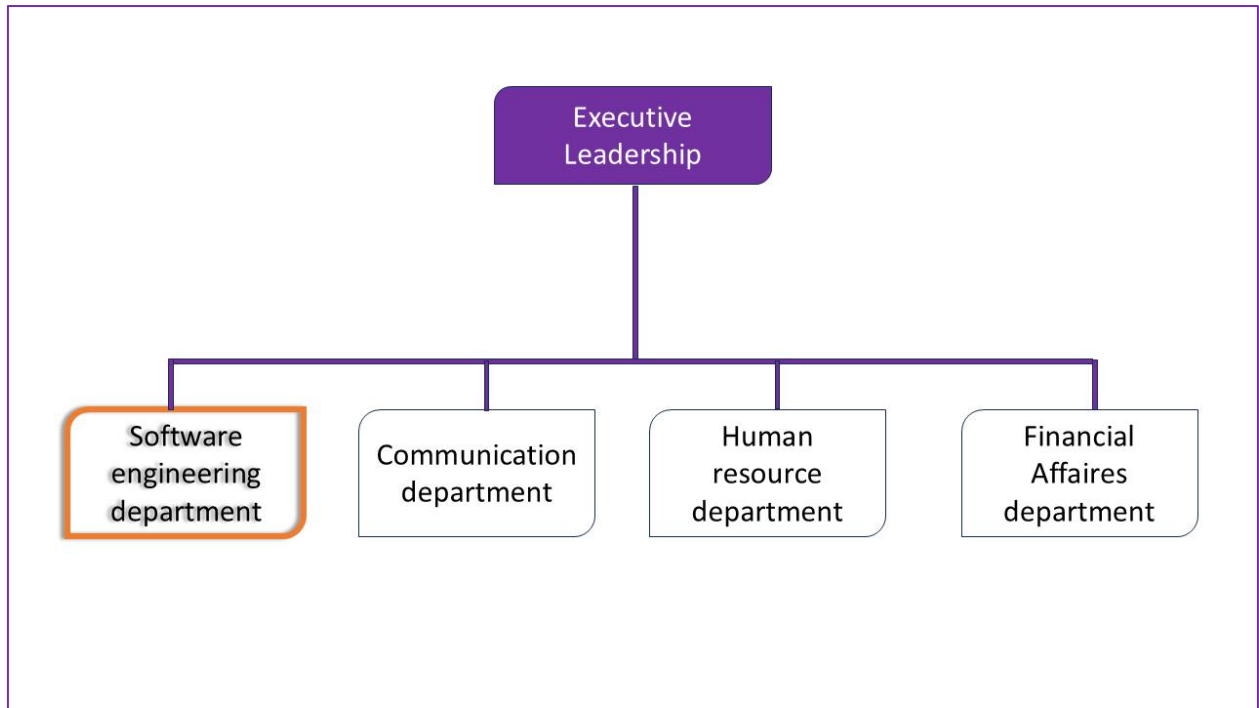 Executive
Leadership
Software
engineering
department
Communication
department
Human
resource
department
Financial
Affaires
department